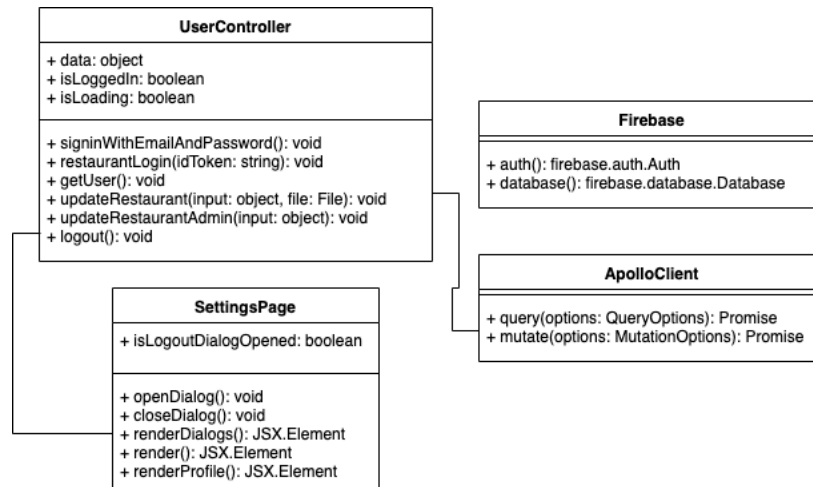 UserController
+ data: object
+ isLoggedIn: boolean
+ isLoading: boolean
+ signinWithEmailAndPassword(): void
+ restaurantLogin(idToken: string): void
+ getUser(): void
+ updateRestaurant(input: object, file: File): void
+ updateRestaurantAdmin(input: object): void
+ logout(): void
Firebase
+ auth(): firebase.auth.Auth
+ database(): firebase.database.Database
ApolloClient
+ query(options: QueryOptions): Promise
+ mutate(options: MutationOptions): Promise
SettingsPage
+ isLogoutDialogOpened: boolean
+ openDialog(): void
+ closeDialog(): void
+ renderDialogs(): JSX.Element
+ render(): JSX.Element
+ renderProfile(): JSX.Element